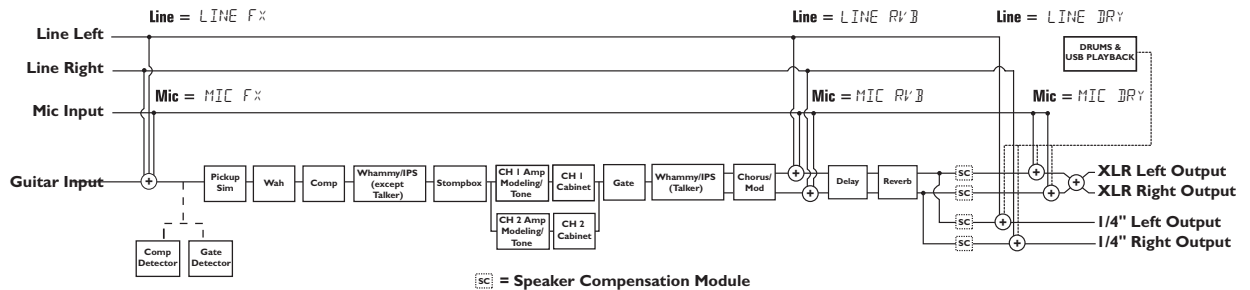 Line = LINE FX
Line = LINE RVB
Line = LINE DRY
Line Left
DRUMS &
USB PLAYBACK
Line Right
Mic = MIC FX
Mic = MIC RVB
Mic = MIC DRY
Mic Input
Guitar Input
Pickup
Sim
Wah
Comp
Whammy/IPS
(except
Talker)
Stompbox
CH 1 Amp
Modeling/
Tone
CH 1
Cabinet
CH 2 Amp
Modeling/
Tone
CH 2
Cabinet
Gate
Whammy/IPS
(Talker)
Chorus/
Mod
Delay
Reverb
SC
SC
SC
SC
XLR Left Output
XLR Right Output
1/4" Left Output
1/4" Right Output
Comp
Detector
Gate
Detector
SC = Speaker Compensation Module